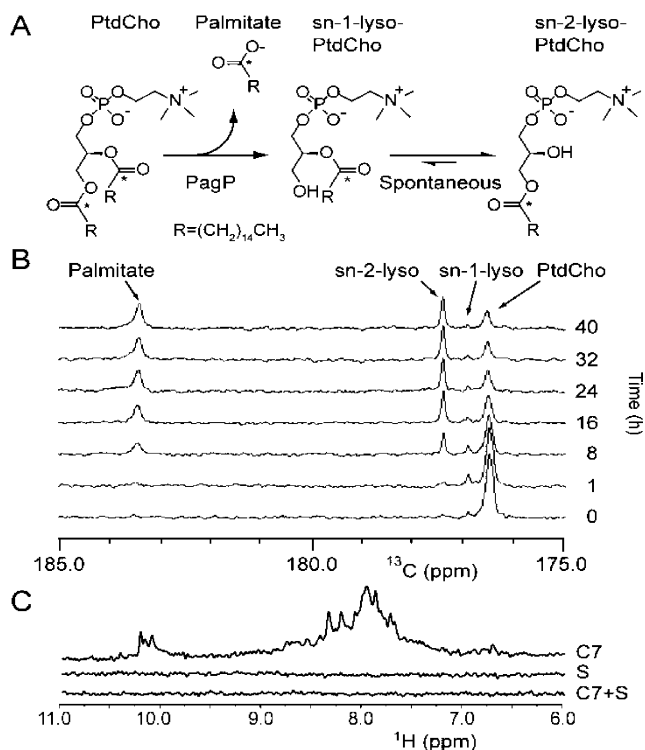 A
PtdCho
Palmitate
sn-1-lyso-
PtdCho
sn-2-lyso-
PtdCho
PagP
Spontaneous
R=(CH2)14CH3
B
Palmitate
sn-2-lyso
sn-1-lyso
PtdCho
40
32
24
16
8
1
0
Time (h)
185.0 180.0 175.0
13C (ppm)
C
C7
S
C7+S
11.0 10.0 9.0 8.0 7.0 6.0
1H (ppm)